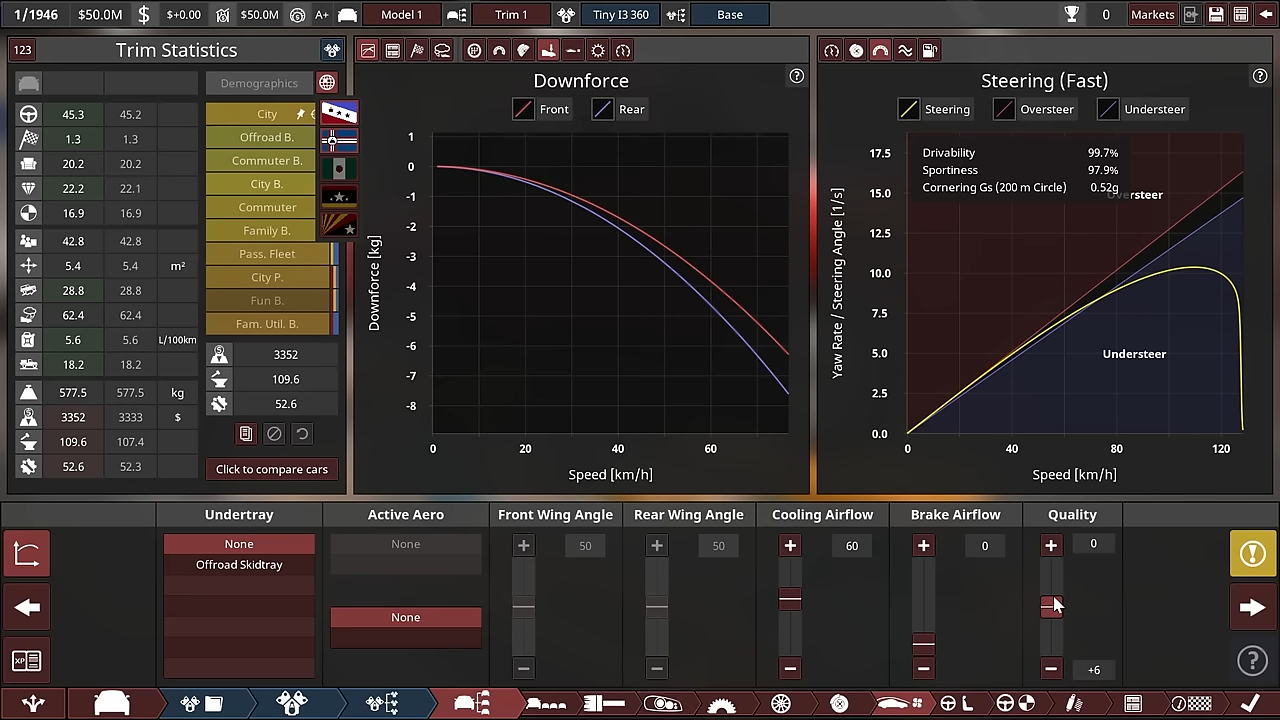 1/1946 $50.0M $+0.00 $50.0M A+ Model 1 Trim 1 Tiny I3 360 Base 0 Markets
123 Trim Statistics
Demographics
45.3 45.2
1.3 1.3
20.2 20.2
22.2 22.1
16.9 16.9
42.8 42.8
5.4 5.4 m²
28.8 28.8
62.4 62.4
5.6 5.6 L/100km
18.2 18.2
577.5 577.5 kg
3352 3333 $
109.6 107.4
52.6 52.3
City
Offroad B.
Commuter B.
City B.
Commuter
Family B.
Pass. Fleet
City P.
Fun B.
Fam. Util. B.
3352
109.6
52.6
Click to compare cars
Downforce
Front Rear
Downforce [kg]
1
0
-1
-2
-3
-4
-5
-6
-7
-8
0 20 40 60
Speed [km/h]
Steering (Fast)
Steering Oversteer Understeer
Yaw Rate / Steering Angle [1/s]
17.5
15.0
12.5
10.0
7.5
5.0
2.5
0.0
Drivability 99.7%
Sportiness 97.9%
Cornering Gs (200 m Circle) 0.52g
Oversteer
Understeer
0 40 80 120
Speed [km/h]
Undertray
None
Offroad Skidtray
Active Aero
None
None
Front Wing Angle
+ 50
−
Rear Wing Angle
+ 50
−
Cooling Airflow
+ 60
−
Brake Airflow
+ 0
−
Quality
+ 0
− +6
XP